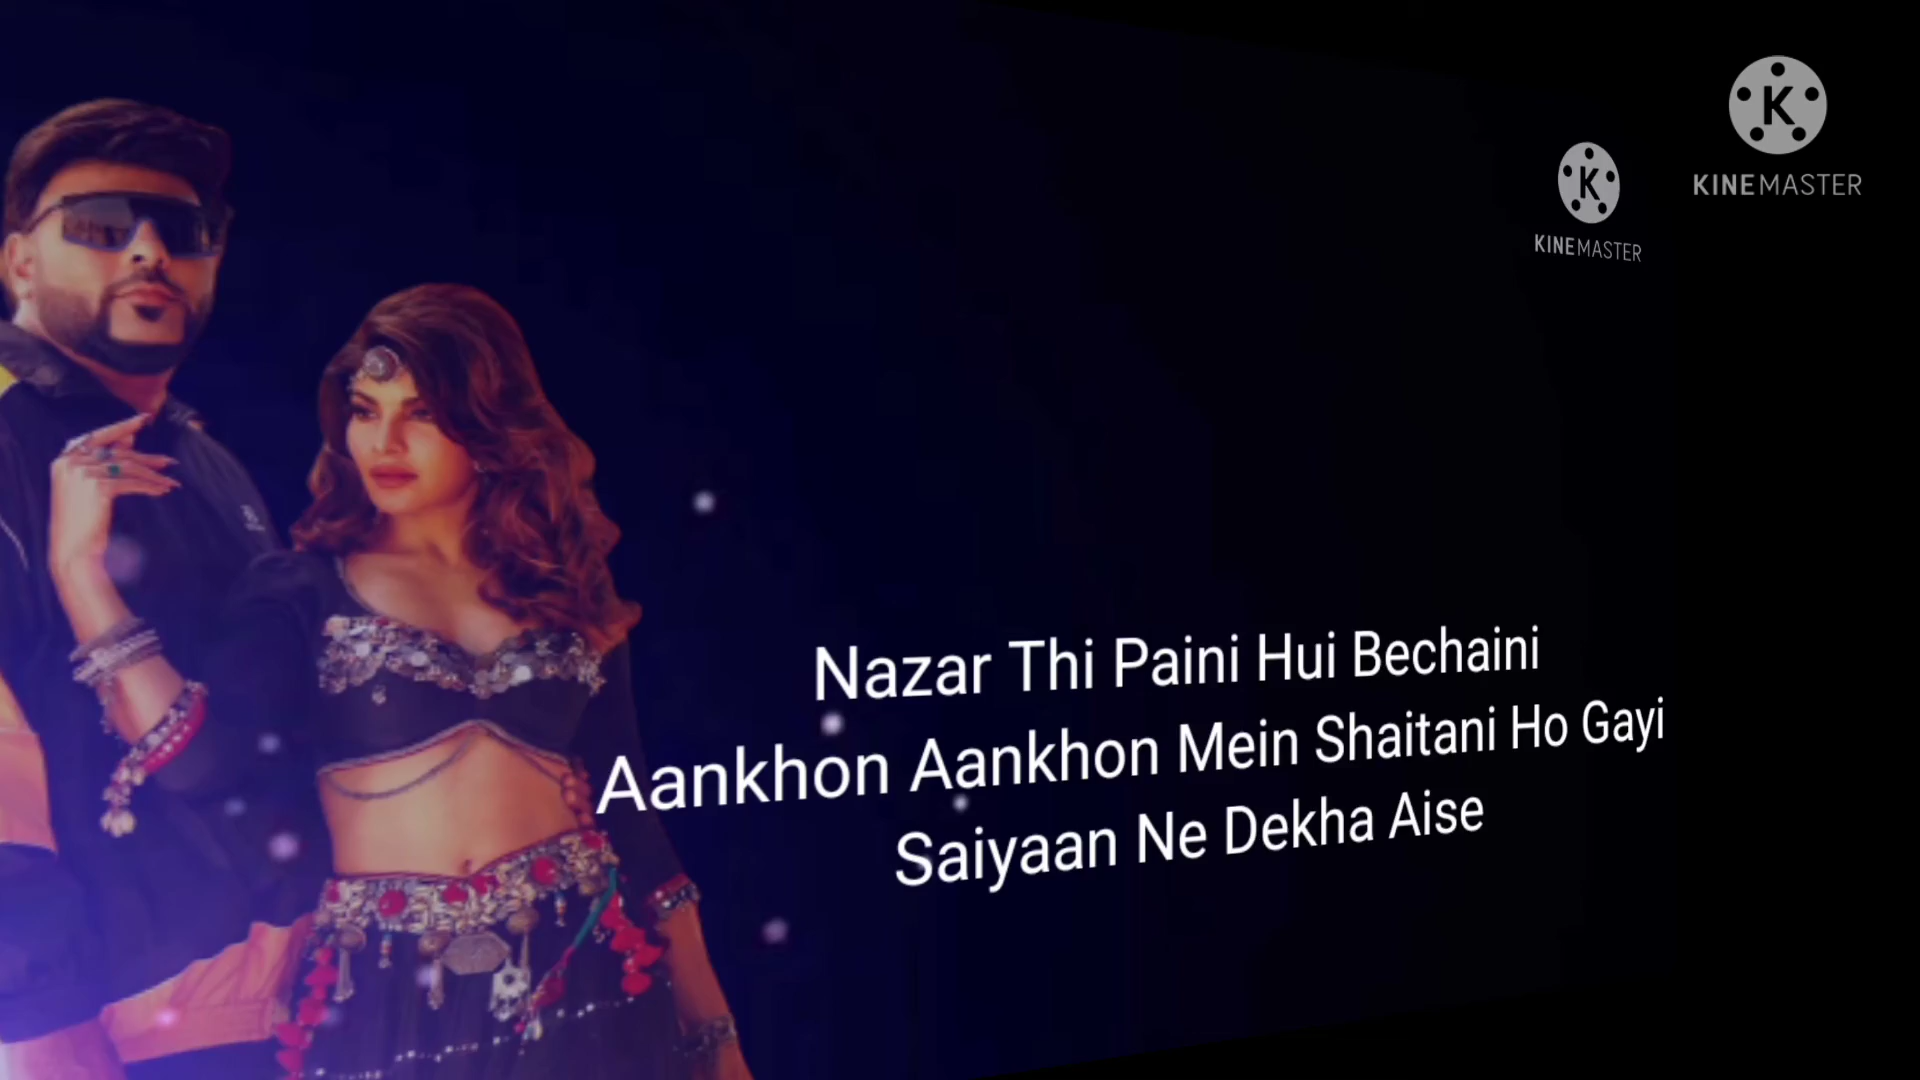 KINEMASTER
KINEMASTER
Nazar Thi Paini Hui Bechaini
Aankhon Aankhon Mein Shaitani Ho Gayi
Saiyaan Ne Dekha Aise